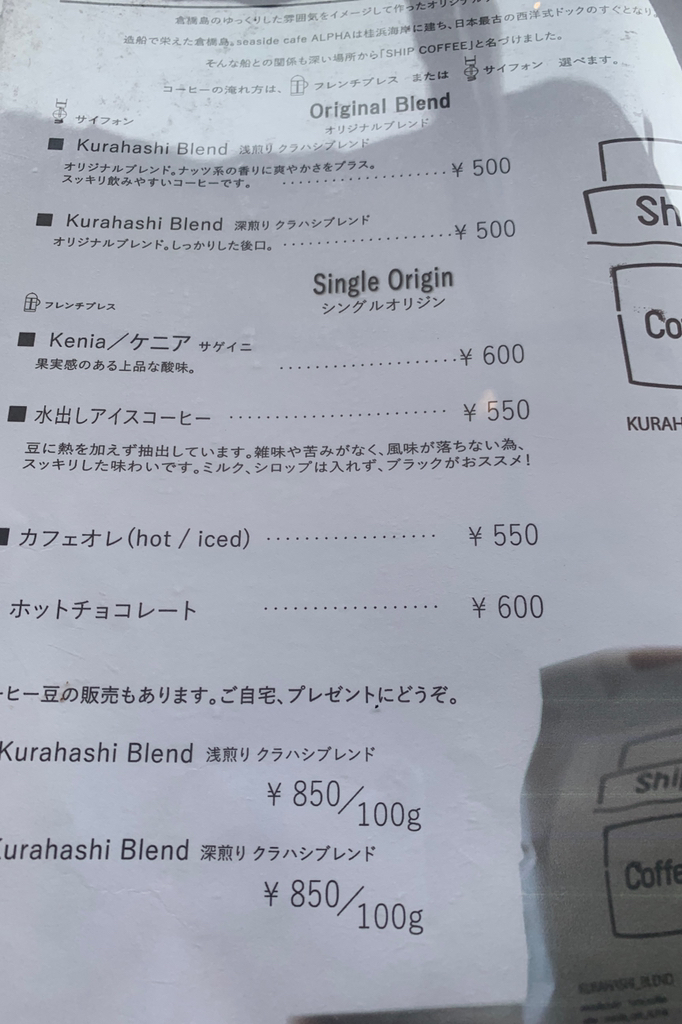 倉橋島のゆっくりした雰囲気をイメージして作ったオリジナル
造船で栄えた倉橋島。seaside cafe ALPHAは桂浜海岸に建ち、日本最古の西洋式ドックのすぐとなり。
そんな船との関係も深い場所から「SHIP COFFEE」と名づけました。
コーヒーの淹れ方は、フレンチプレス または サイフォン 選べます。
サイフォン
Original Blend
オリジナルブレンド
■ Kurahashi Blend 浅煎り クラハシブレンド
オリジナルブレンド。ナッツ系の香りに爽やかさをプラス。
スッキリ飲みやすいコーヒーです。 ····················¥ 500
■ Kurahashi Blend 深煎り クラハシブレンド
オリジナルブレンド。しっかりした後口。 ····················¥ 500
Single Origin
シングルオリジン
フレンチプレス
■ Kenia／ケニア サゲイニ
果実感のある上品な酸味。 ····················¥ 600
■ 水出しアイスコーヒー ······················ ¥ 550
豆に熱を加えず抽出しています。雑味や苦みがなく、風味が落ちない為、
スッキリした味わいです。ミルク、シロップは入れず、ブラックがおススメ！
■ カフェオレ(hot / iced) ·················· ¥ 550
ホットチョコレート ·················· ¥ 600
ーヒー豆の販売もあります。ご自宅、プレゼントにどうぞ。
Kurahashi Blend 浅煎り クラハシブレンド
¥ 850／100g
Kurahashi Blend 深煎り クラハシブレンド
¥ 850／100g
Sh
Co
KURAH
Shi
Coffe
KURAHASHI_BLEND